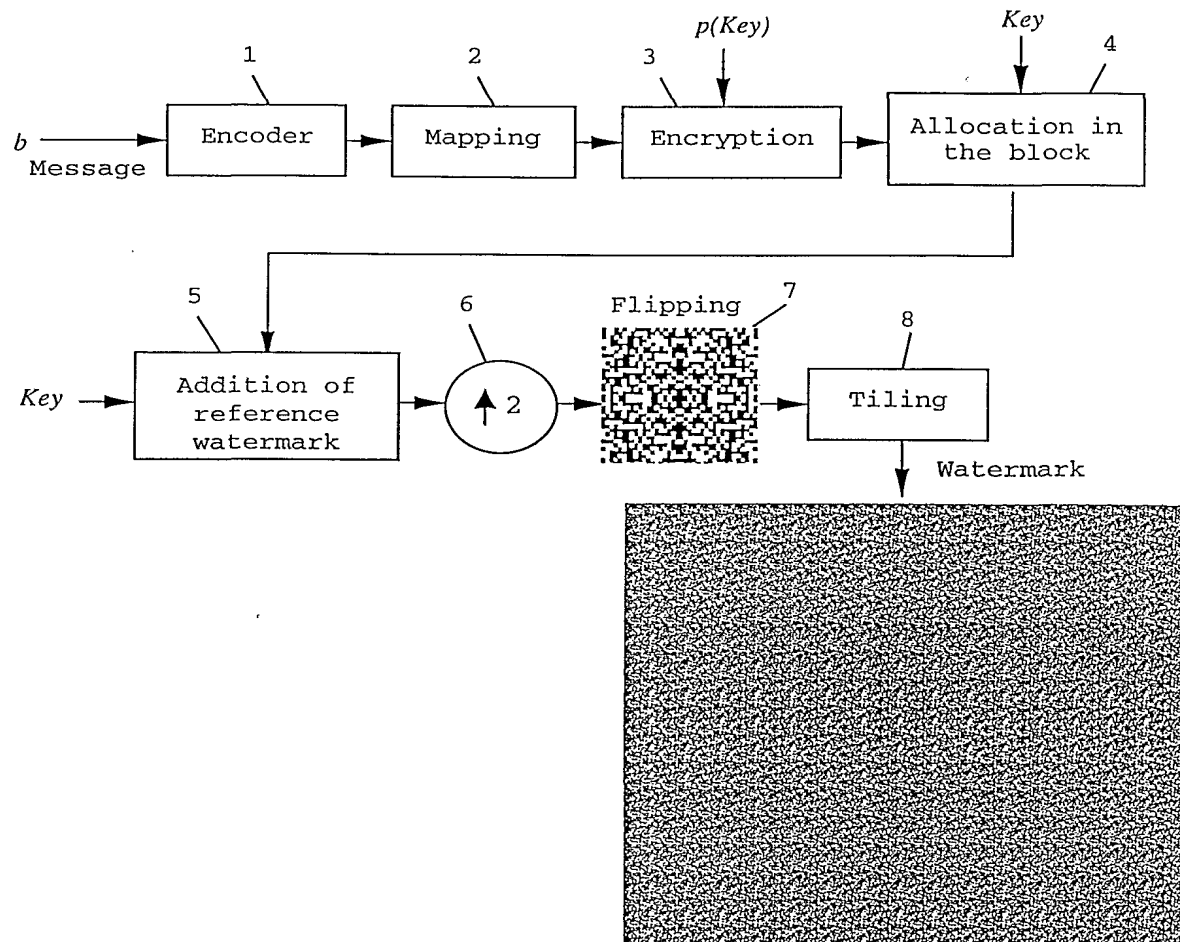 p(Key)
Key
1
2
3
4
b
Message
Encoder
Mapping
Encryption
Allocation in
the block
5
6
Flipping
7
8
Key
Addition of
reference
watermark
2
Tiling
Watermark